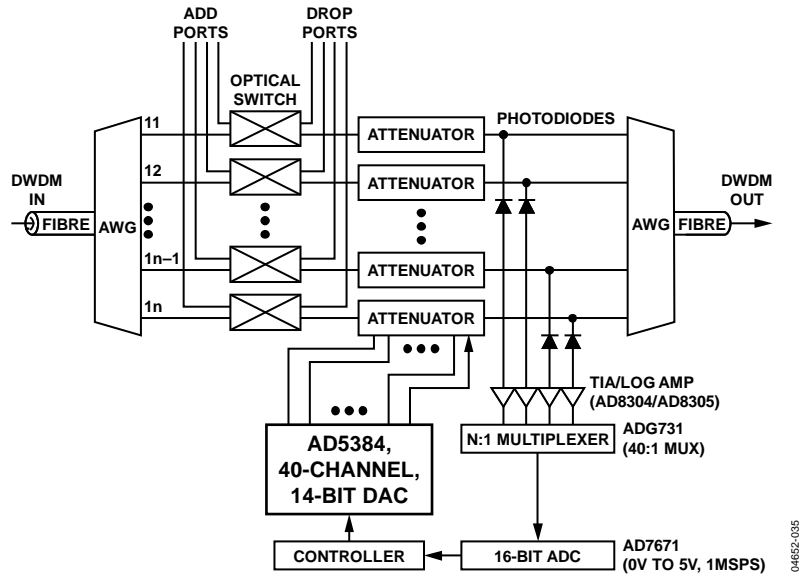 ADD
PORTS
DROP
PORTS
OPTICAL
SWITCH
PHOTODIODES
11
ATTENUATOR
12
ATTENUATOR
DWDM
IN
FIBRE
AWG
DWDM
OUT
AWG
FIBRE
1n–1
ATTENUATOR
1n
ATTENUATOR
TIA/LOG AMP
(AD8304/AD8305)
AD5384,
40-CHANNEL,
14-BIT DAC
N:1 MULTIPLEXER
ADG731
(40:1 MUX)
CONTROLLER
16-BIT ADC
AD7671
(0V TO 5V, 1MSPS)
04652-035